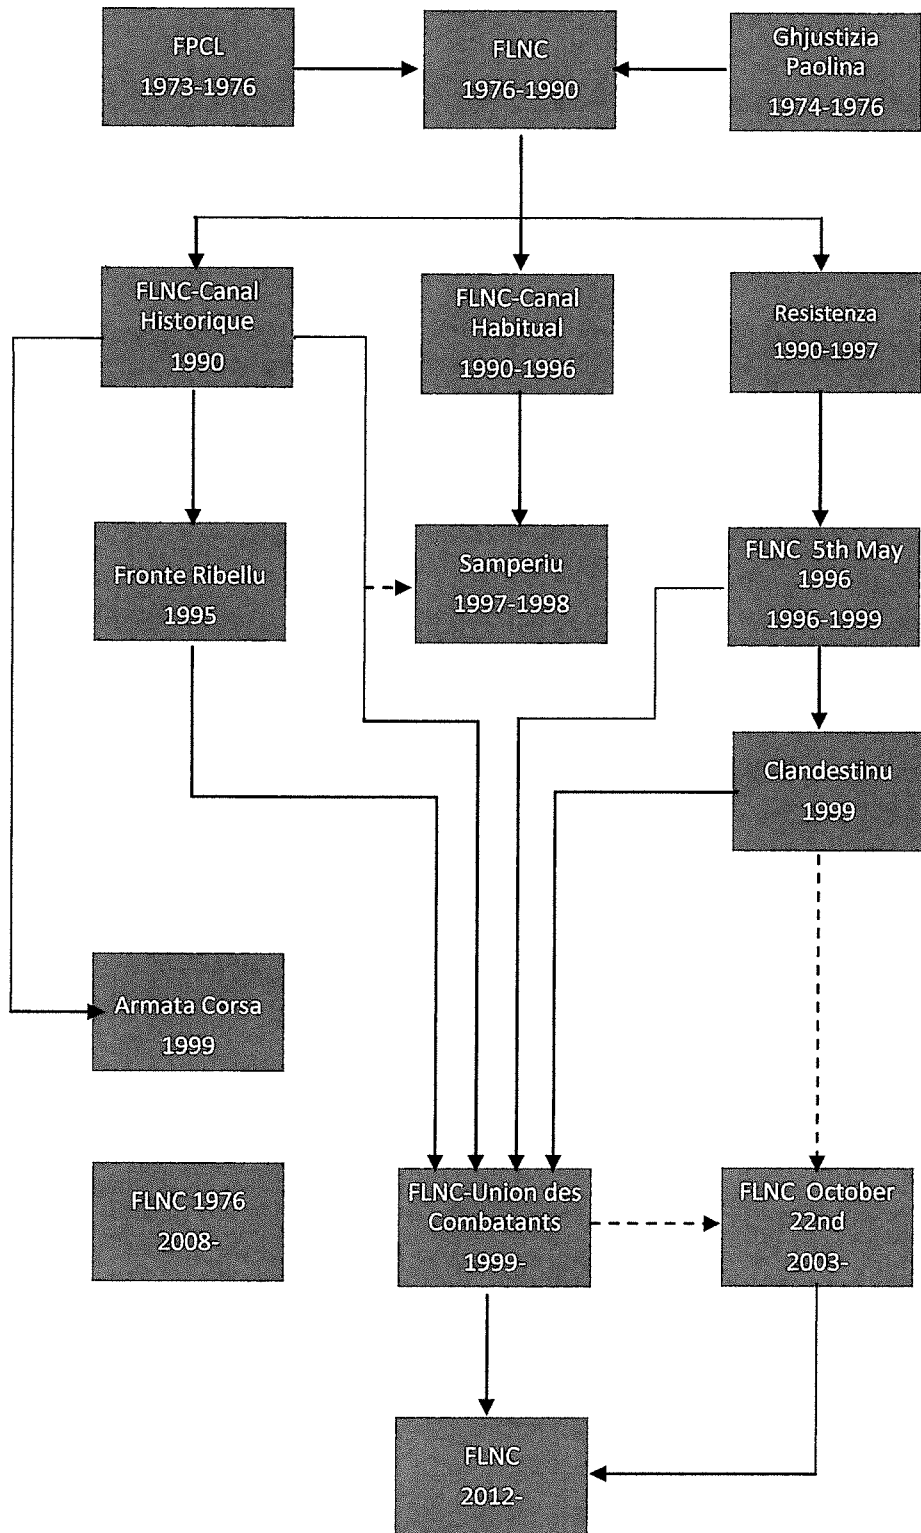 FPCL
1973-1976
FLNC
1976-1990
Ghjustizia
Paolina
1974-1976
FLNC-Canal
Historique
1990
FLNC-Canal
Habitual
1990-1996
Resistenza
1990-1997
Fronte Ribellu
1995
Samperiu
1997-1998
FLNC 5th May
1996
1996-1999
Clandestinu
1999
Armata Corsa
1999
FLNC 1976
2008-
FLNC-Union des
Combatants
1999-
FLNC October
22nd
2003-
FLNC
2012-